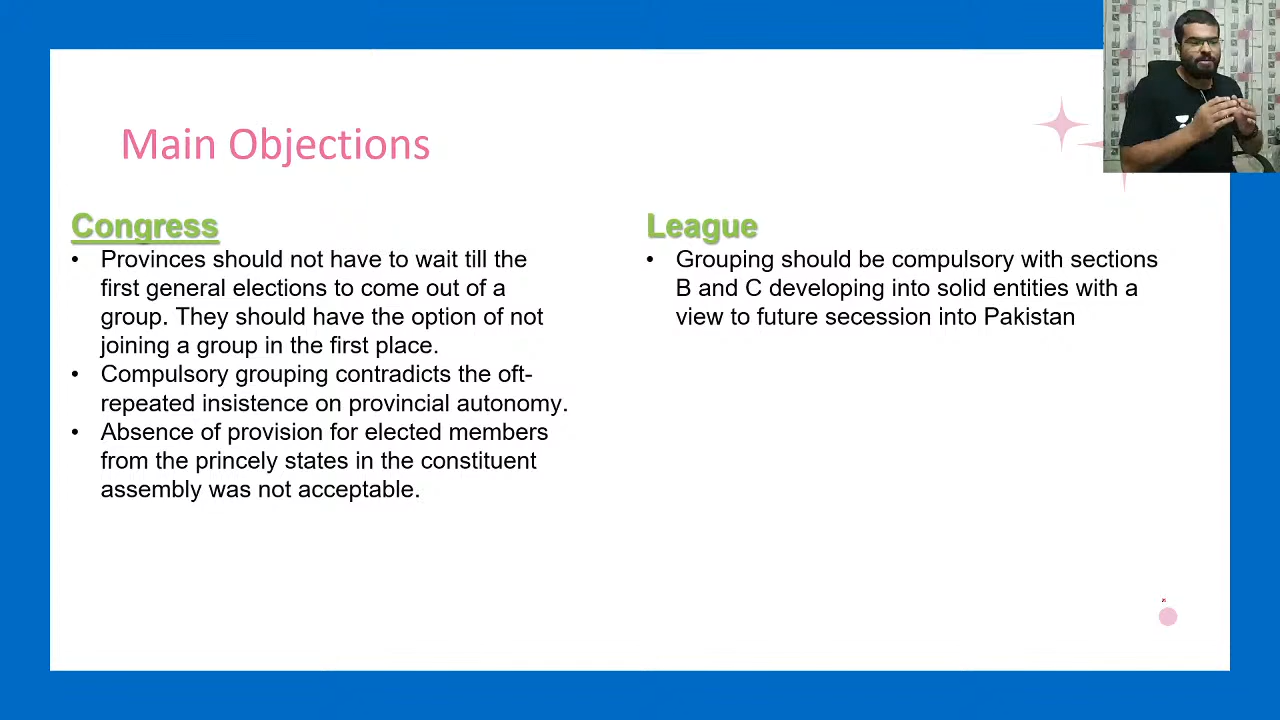 Main Objections
Congress
• Provinces should not have to wait till the
first general elections to come out of a
group. They should have the option of not
joining a group in the first place.
• Compulsory grouping contradicts the oft-
repeated insistence on provincial autonomy.
• Absence of provision for elected members
from the princely states in the constituent
assembly was not acceptable.
League
• Grouping should be compulsory with sections
B and C developing into solid entities with a
view to future secession into Pakistan